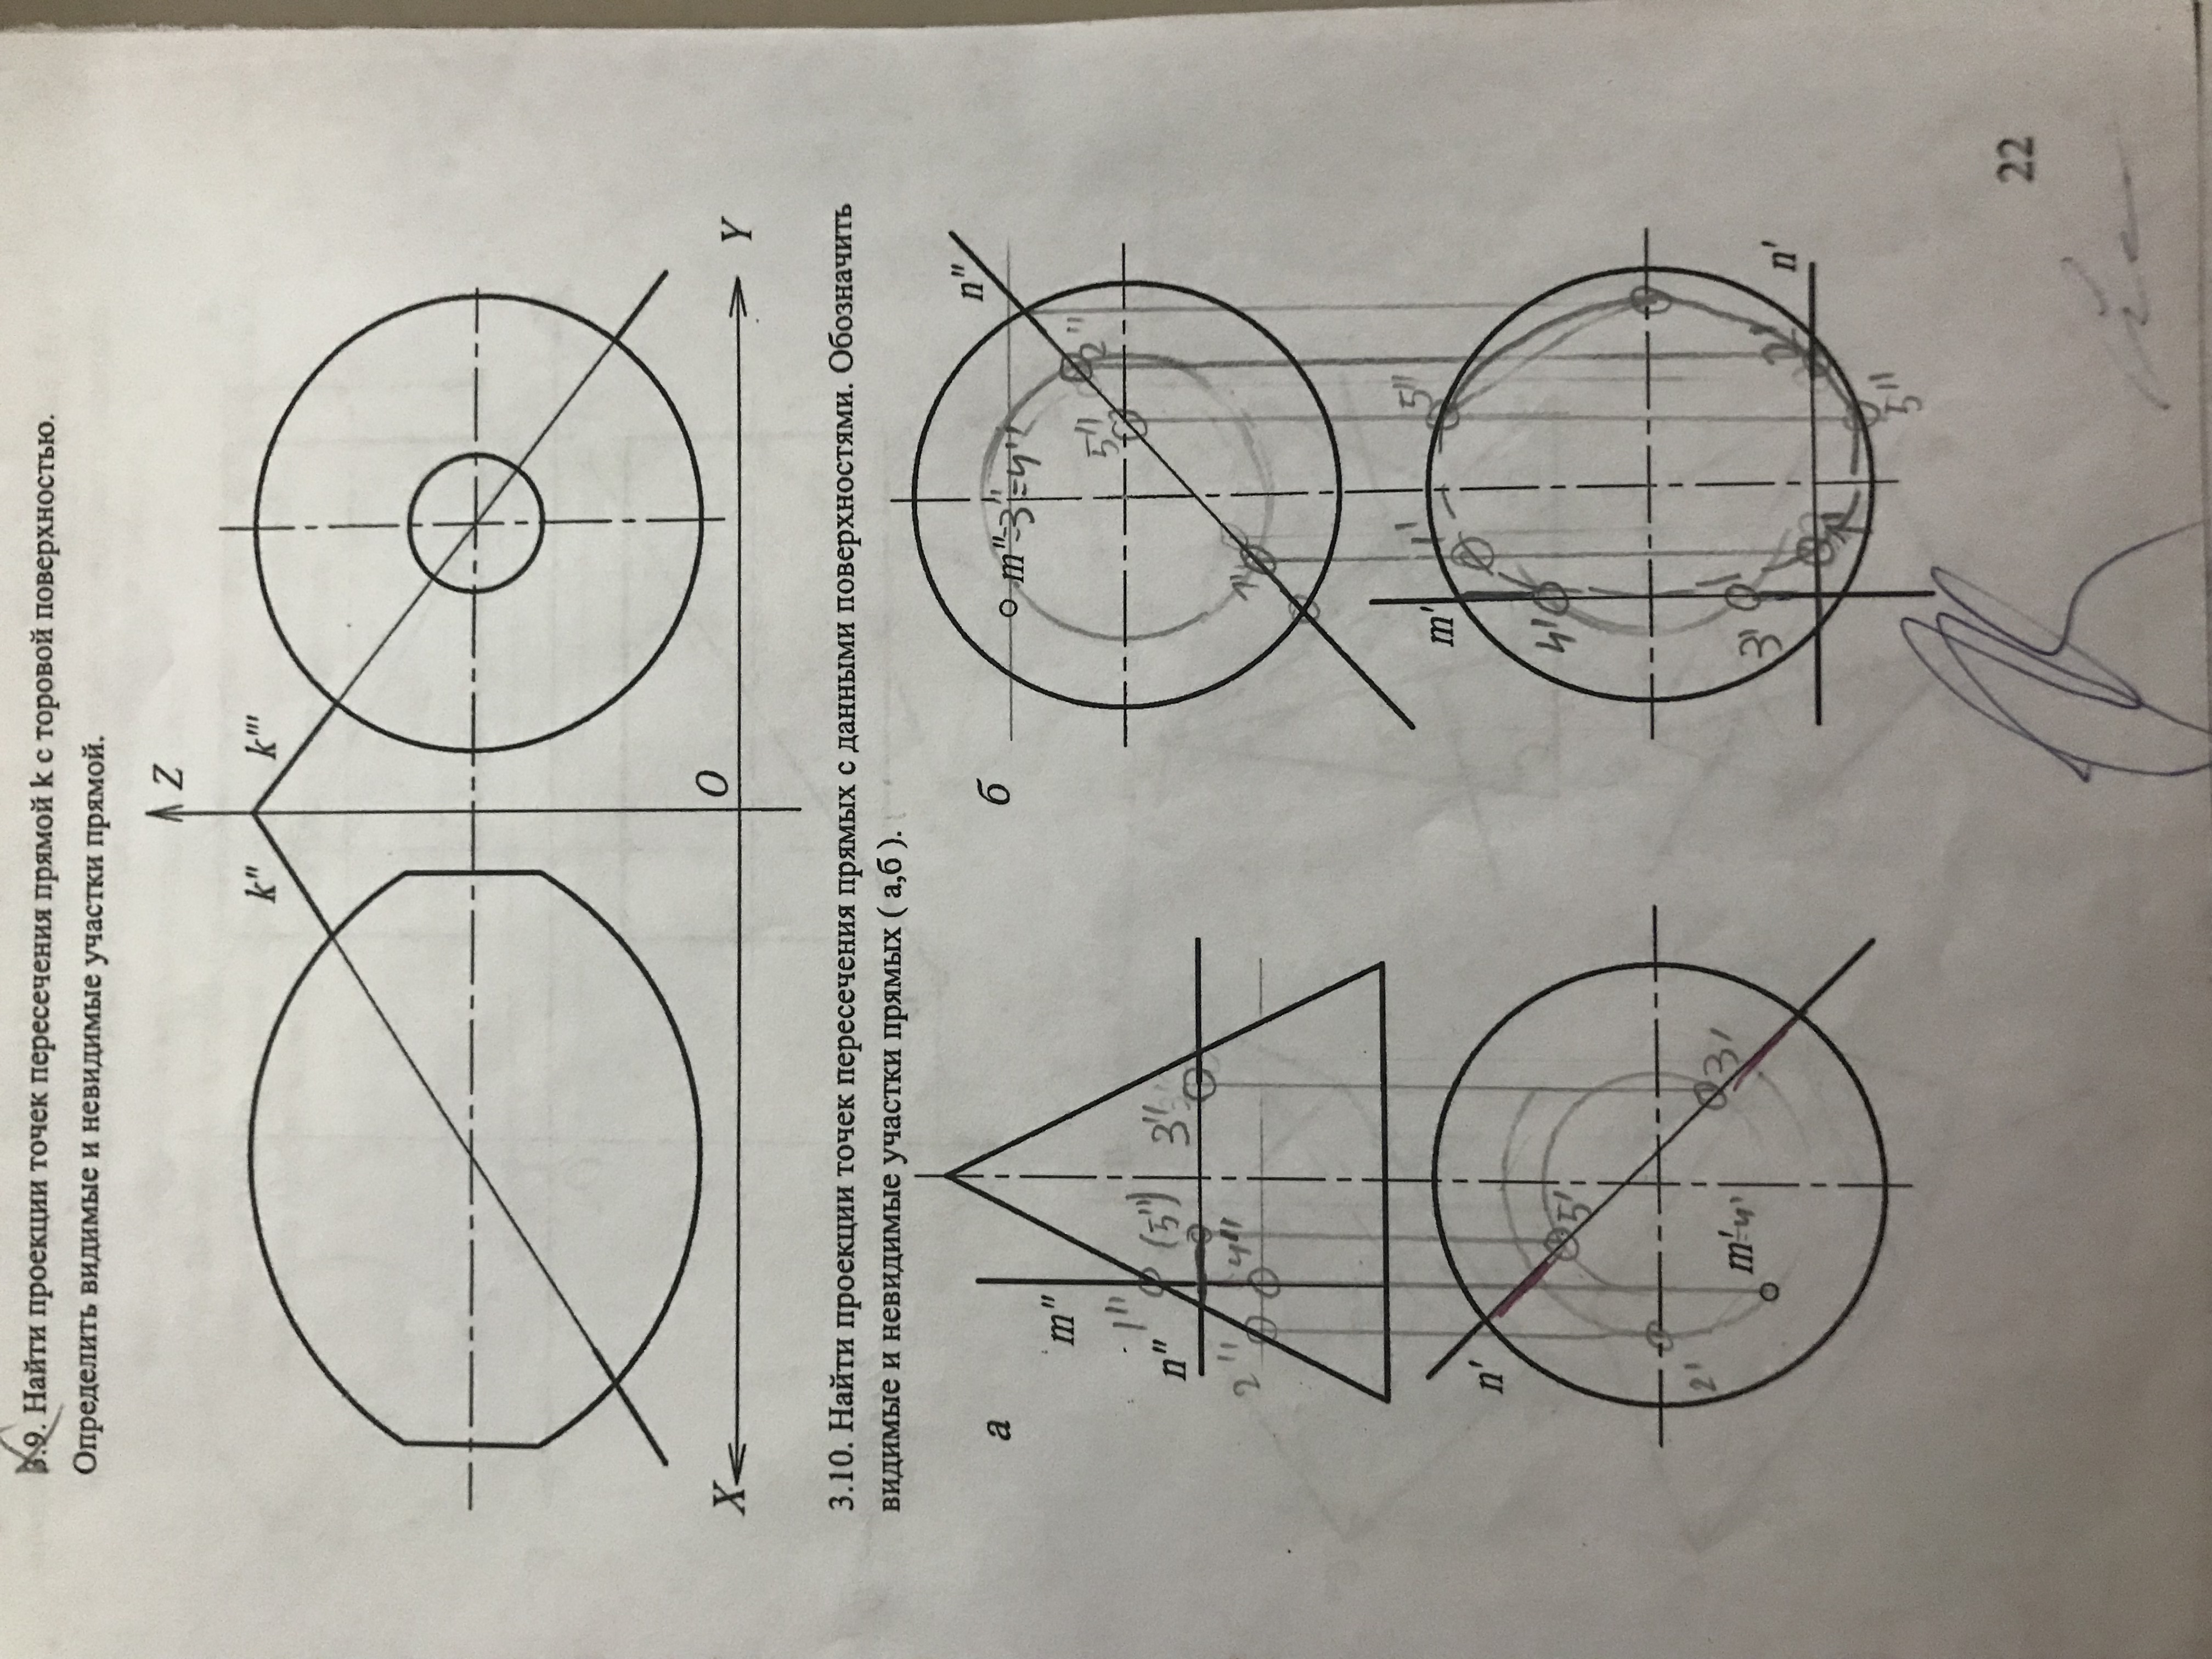 3.9. Найти проекции точек пересечения прямой k с торовой поверхностью.
Определить видимые и невидимые участки прямой.
Z
k" k'''
X O Y
3.10. Найти проекции точек пересечения прямых с данными поверхностями. Обозначить
видимые и невидимые участки прямых ( а,б ).
а
m"
1"
n" (5") 3"
2" 4"
n'
5'
2' 3'
m'=4'
б
n"
m"=3"=4"
5" 2"
1"
m' 1' 5"
4'
3' 2' n'
1'
5"
22